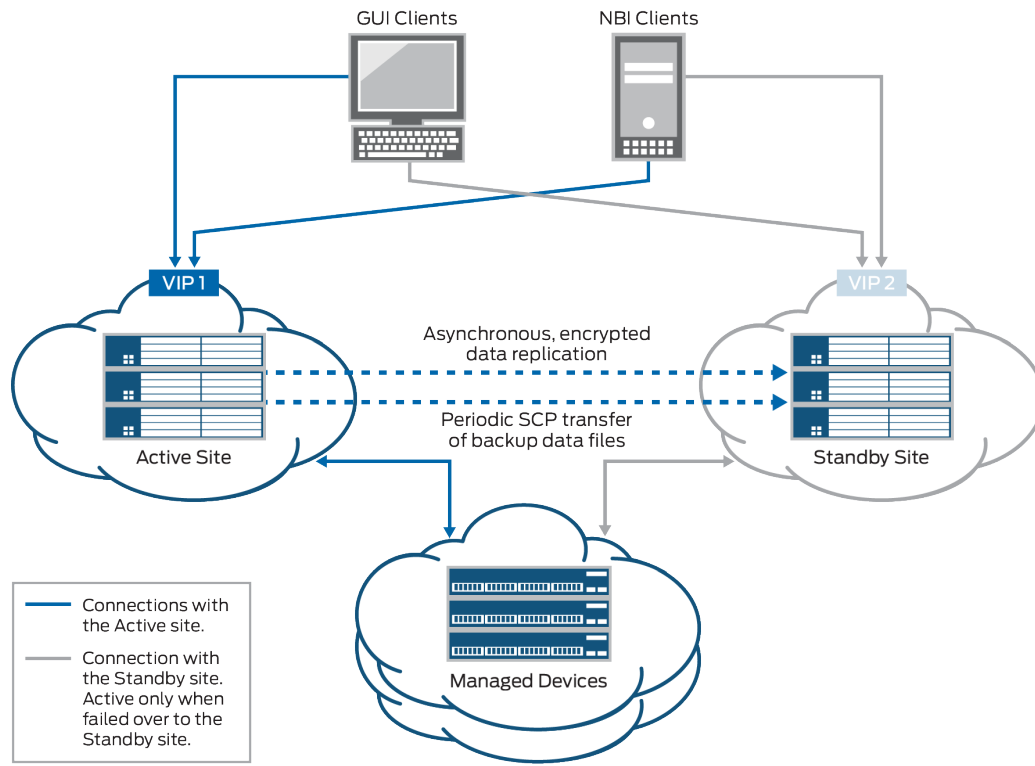 GUI Clients
NBI Clients
VIP 1
VIP 2
Asynchronous, encrypted
data replication
Periodic SCP transfer
of backup data files
Active Site
Standby Site
Managed Devices
Connections with
the Active site.
Connection with
the Standby site.
Active only when
failed over to the
Standby site.